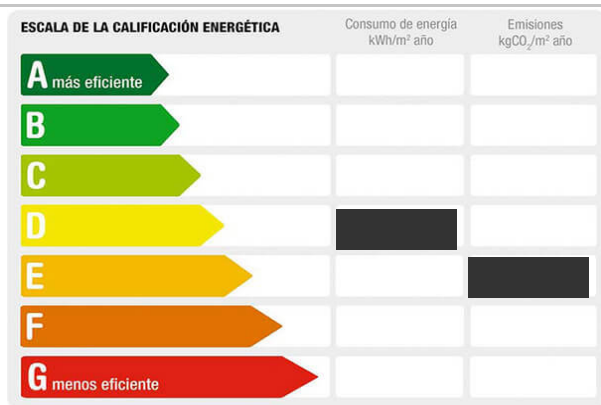 ESCALA DE LA CALIFICACIÓN ENERGÉTICA
Consumo de energía
kWh/m² año
Emisiones
kgCO₂/m² año
A más eficiente
B
C
D
E
F
G menos eficiente